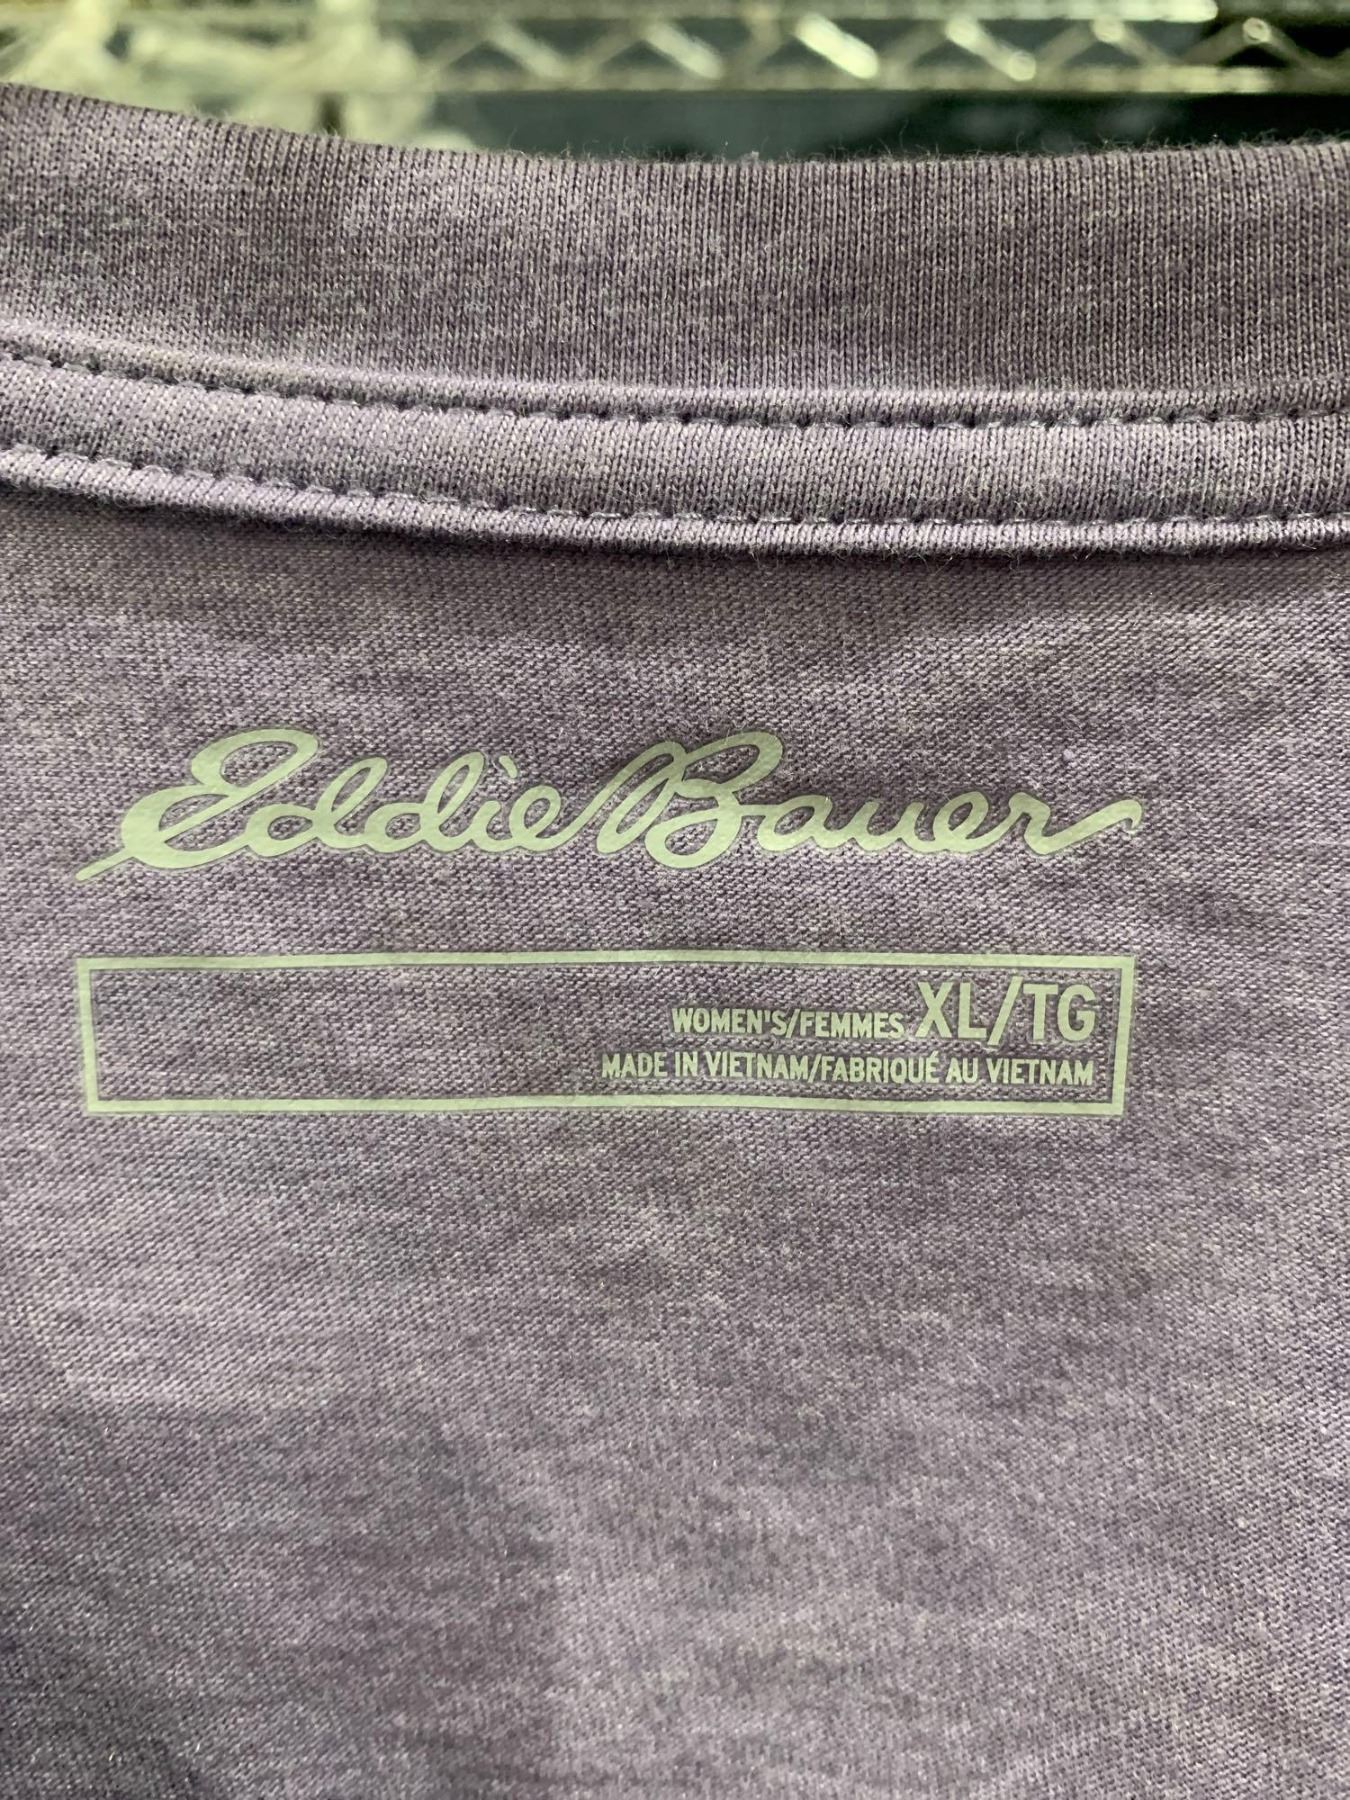 Eddie Bauer
WOMEN'S/FEMMES XL/TG
MADE IN VIETNAM/FABRIQUÉ AU VIETNAM